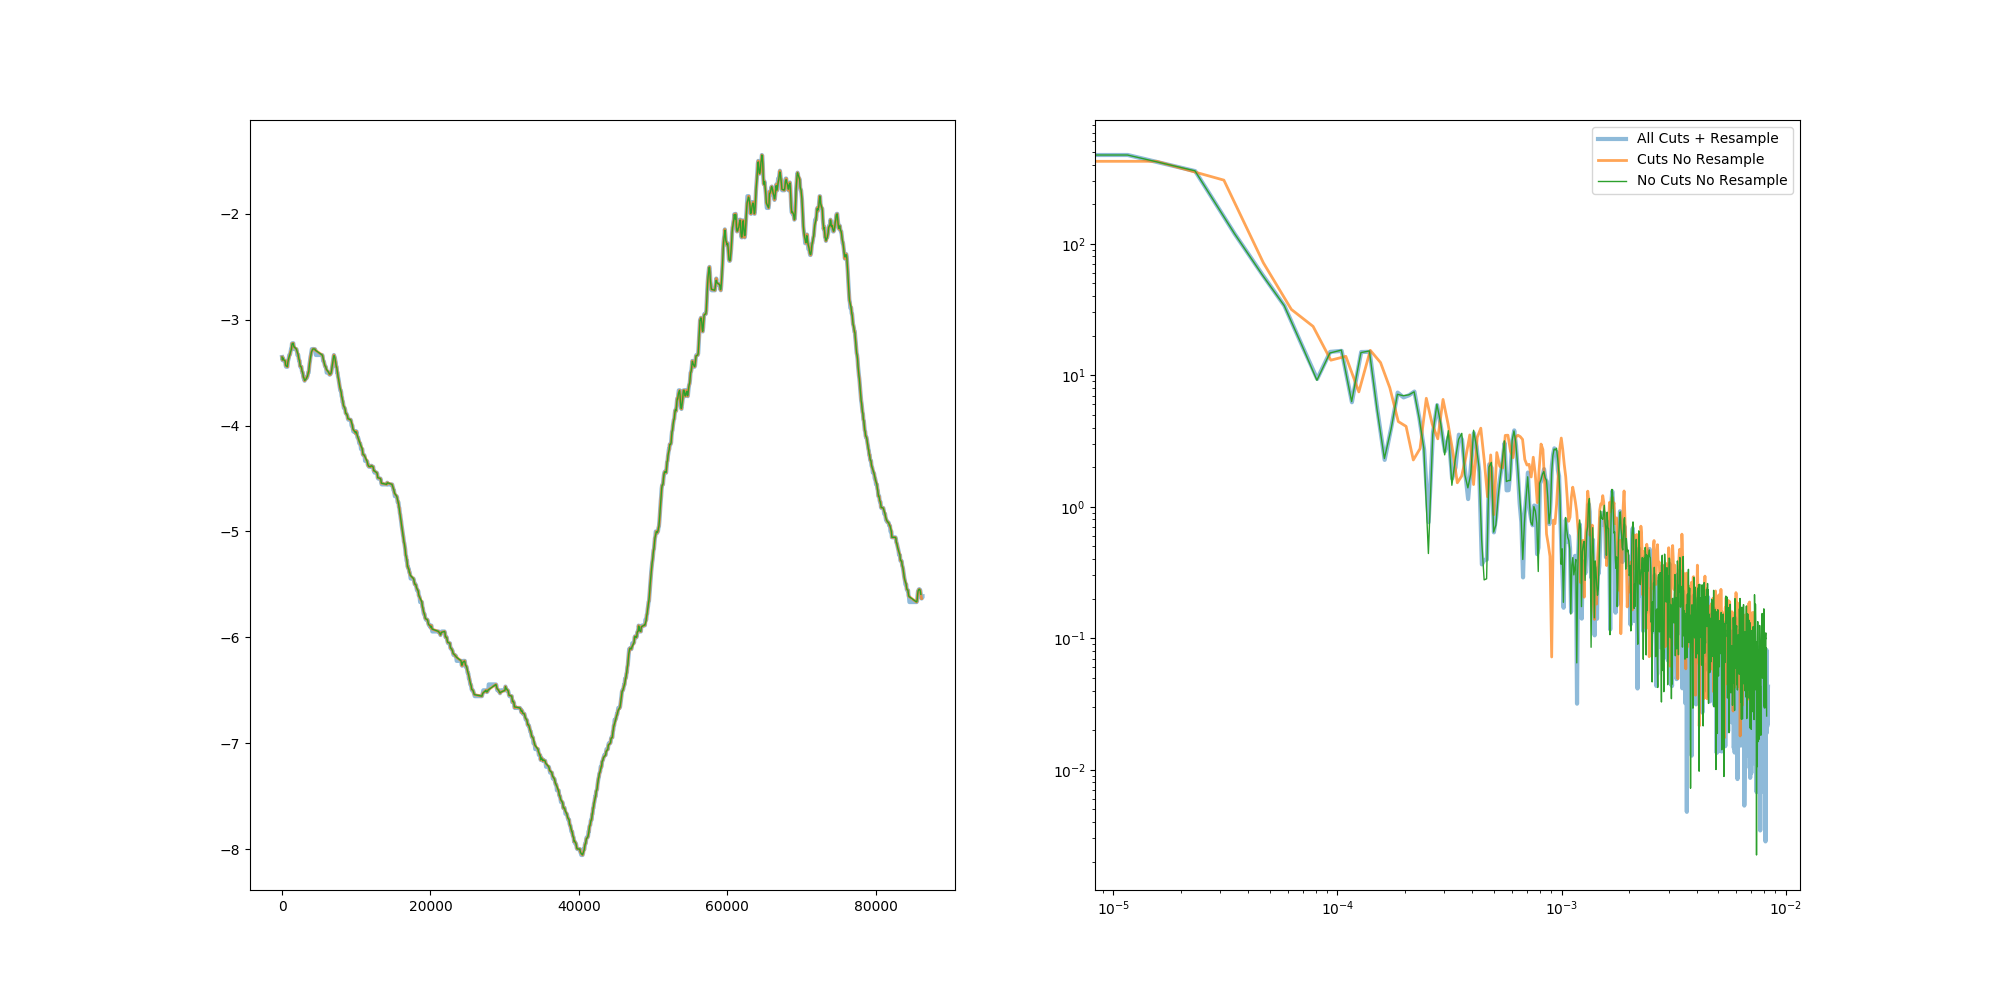 −2
−3
−4
−5
−6
−7
−8
0 20000 40000 60000 80000
All Cuts + Resample
Cuts No Resample
No Cuts No Resample
10²
10¹
10⁰
10⁻¹
10⁻²
10⁻⁵ 10⁻⁴ 10⁻³ 10⁻²